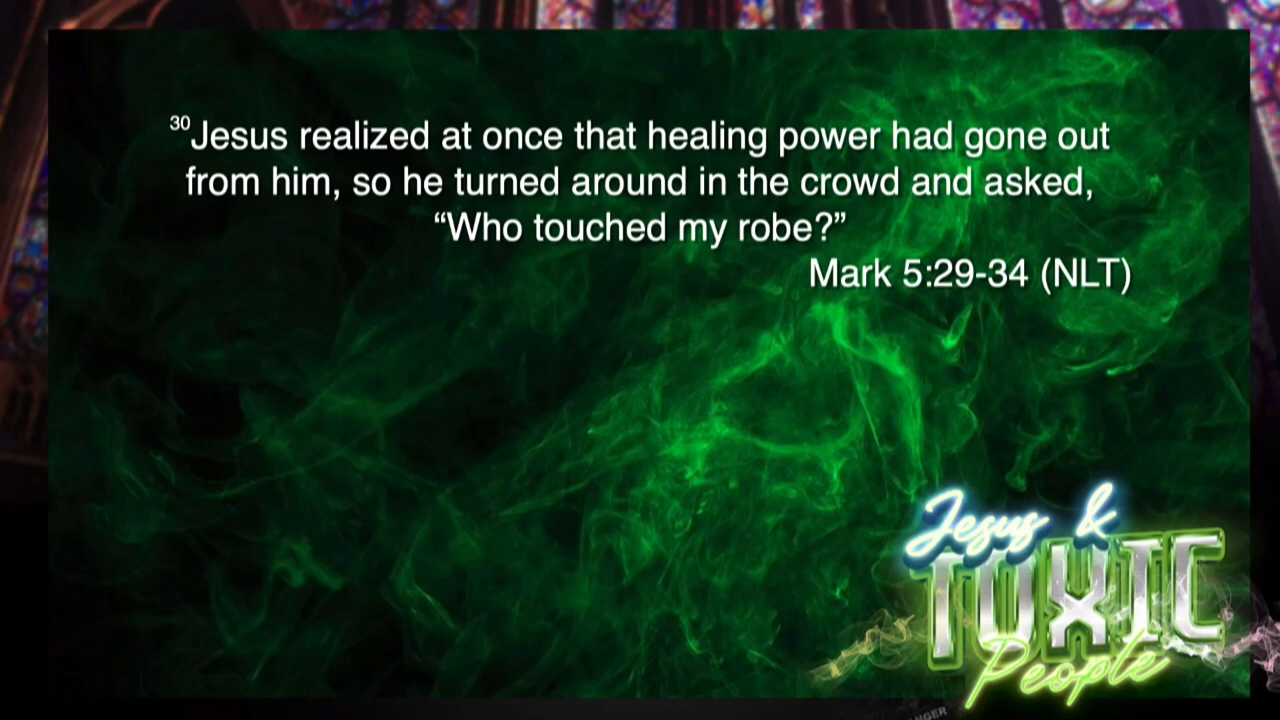 30Jesus realized at once that healing power had gone out
from him, so he turned around in the crowd and asked,
“Who touched my robe?”
Mark 5:29-34 (NLT)
Jesus &
TOXIC
People